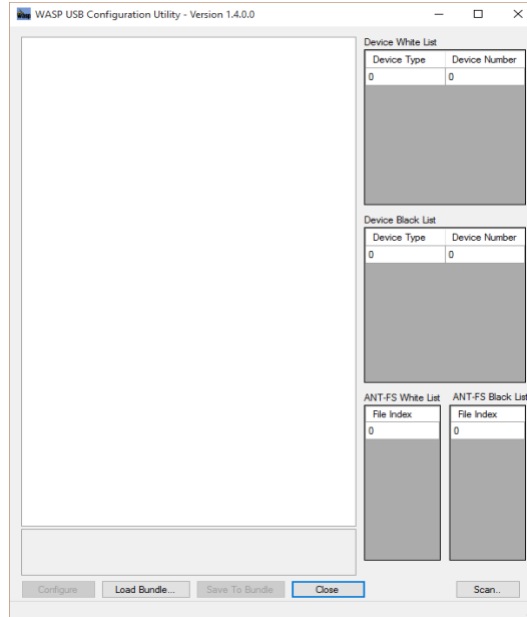 WASP USB Configuration Utility - Version 1.4.0.0
Device White List
Device Type Device Number
0 0
Device Black List
Device Type Device Number
0 0
ANT-FS White List ANT-FS Black List
File Index File Index
0 0
Configure Load Bundle... Save To Bundle Close Scan..